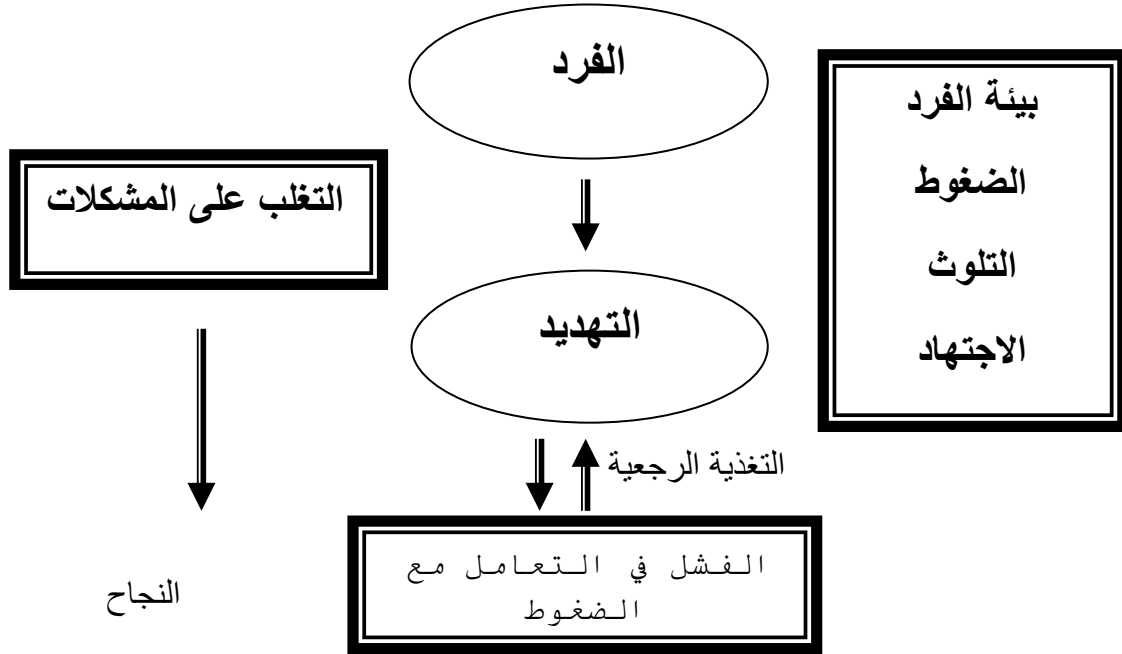 الفرد
بيئة الفرد
الضغوط
التلوث
الاجتهاد
التغلب على المشكلات
التهديد
التغذية الرجعية
الفشل في التعامل مع
الضغوط
النجاح